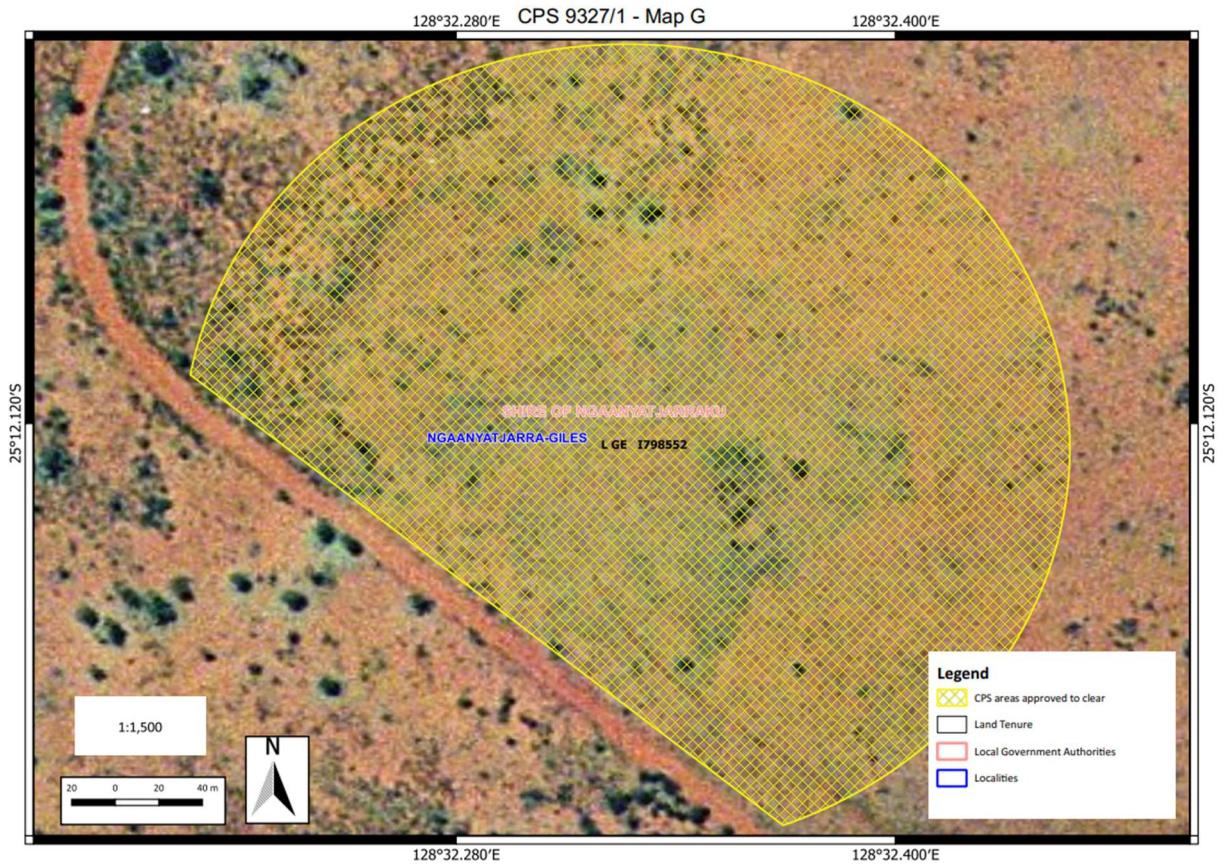 CPS 9327/1 - Map G
128°32.280′E
128°32.400′E
25°12.120′S
25°12.120′S
SHIRE OF NGAANYATJARRAKU
NGAANYATJARRA-GILES
L GE I798552
Legend
CPS areas approved to clear
Land Tenure
Local Government Authorities
Localities
1:1,500
20 0 20 40 m
N
128°32.280′E
128°32.400′E